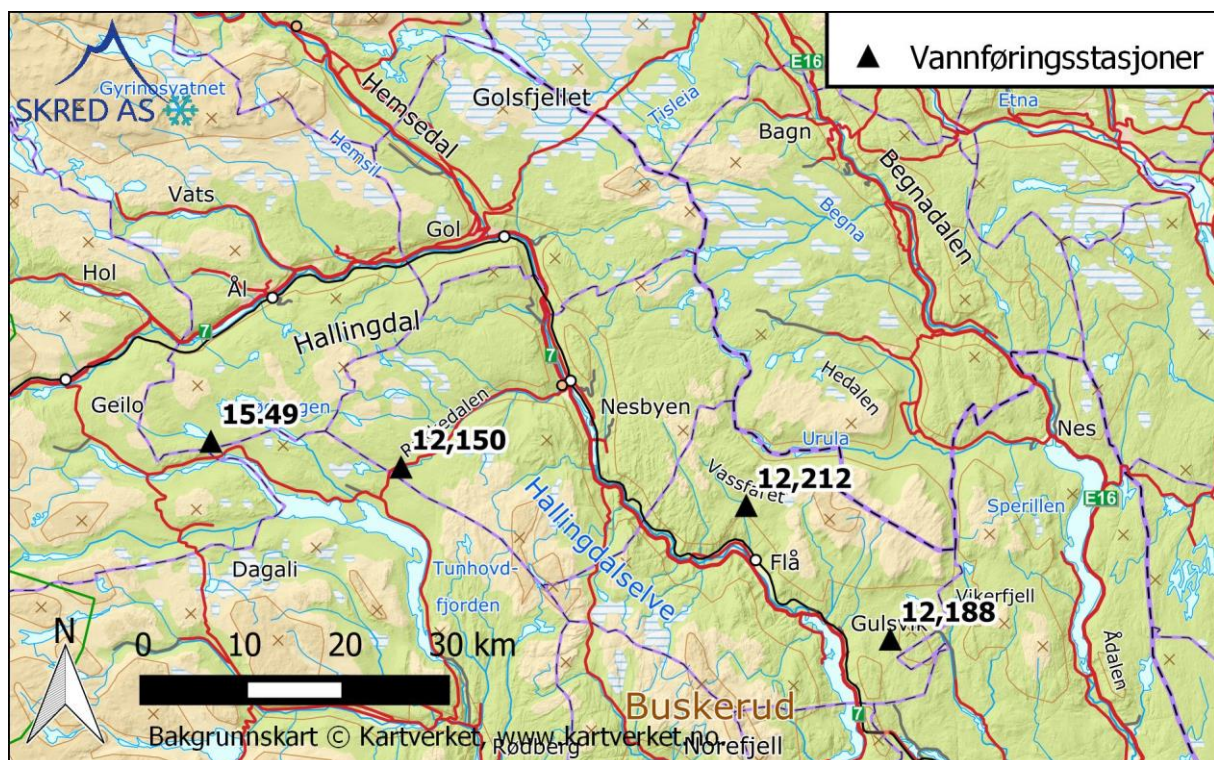 Vannføringsstasjoner
SKRED AS
Gyrinosvatnet
Hemsedal
Golsfjellet
Tisleia
E16
Etna
Bagn
Hemsil
Vats
Begna
Begnadalen
Gol
Hol
Ål
7
Hallingdal
7
Hedalen
Geilo
Nesbyen
15.49
12,150
Nes
Urula
Vassfaret
12,212
Hallingdalselve
Sperillen
E16
Dagali
Tunhovd-
fjorden
Flå
Vikerfjell
12,188
Gulsvik
N
0 10 20 30 km
Ådalen
Buskerud
7
Bakgrunnskart © Kartverket, www.kartverket.no.
Rødberg
Norefjell